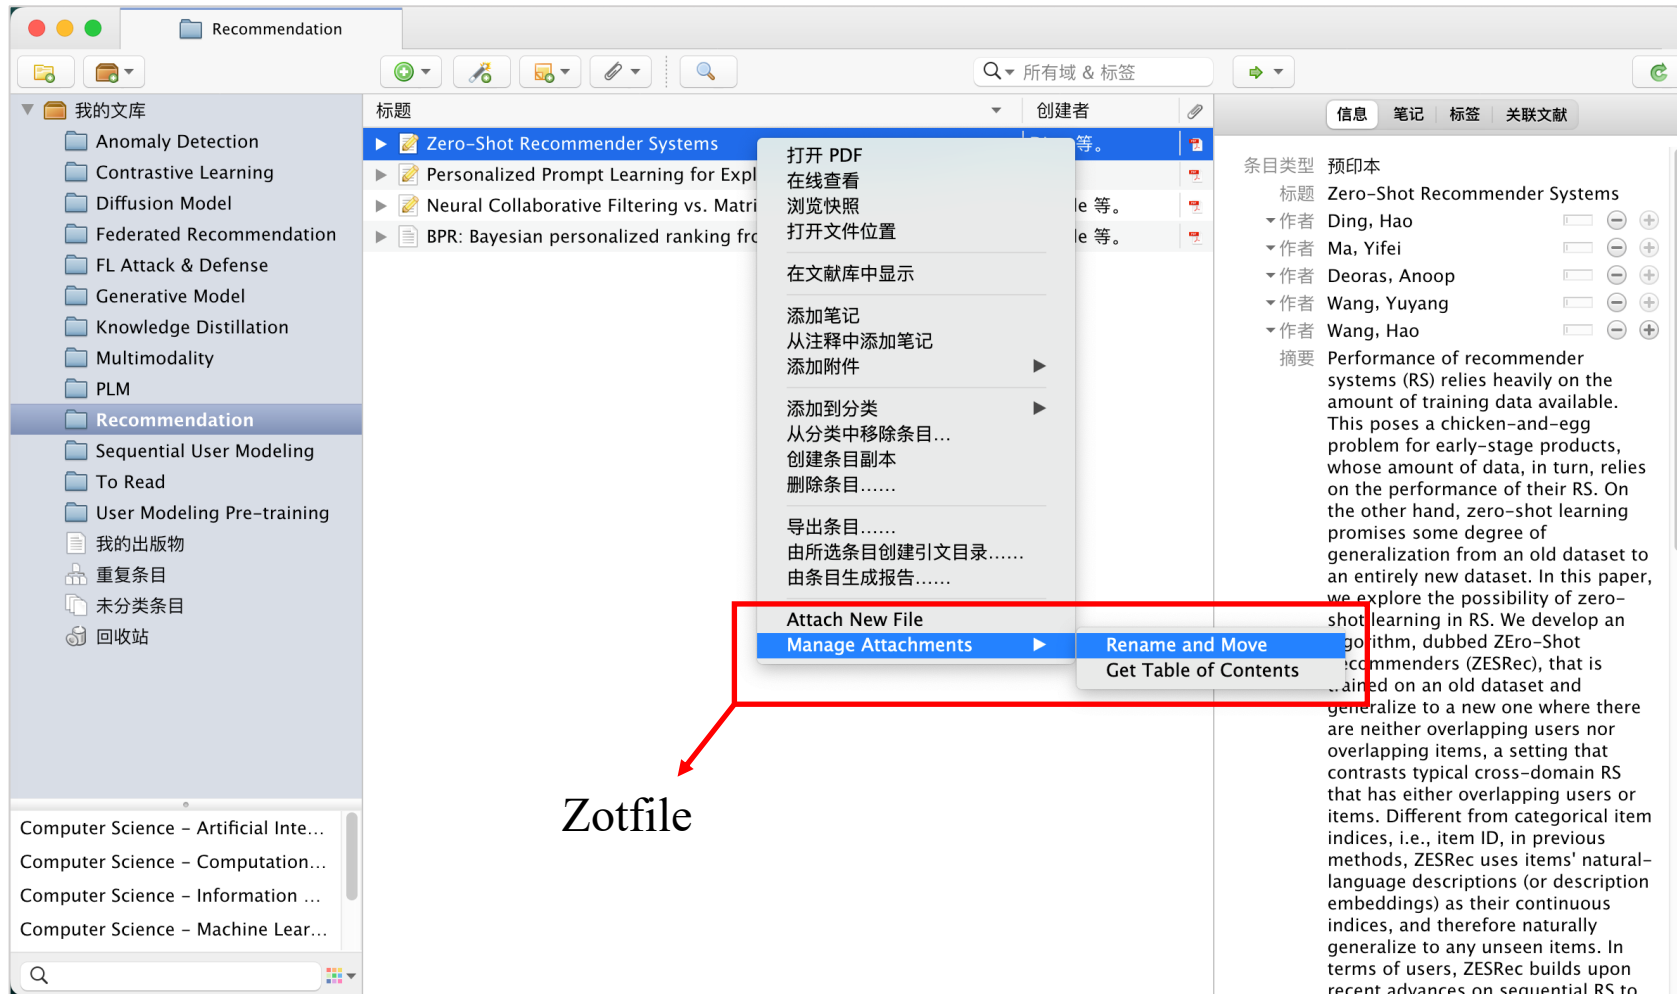 Recommendation
所有域 & 标签
我的文库
Anomaly Detection
Contrastive Learning
Diffusion Model
Federated Recommendation
FL Attack & Defense
Generative Model
Knowledge Distillation
Multimodality
PLM
Recommendation
Sequential User Modeling
To Read
User Modeling Pre-training
我的出版物
重复条目
未分类条目
回收站
Computer Science – Artificial Inte...
Computer Science – Computation...
Computer Science – Information ...
Computer Science – Machine Lear...
标题
创建者
Zero-Shot Recommender Systems
等。
Personalized Prompt Learning for Expl
Neural Collaborative Filtering vs. Matri
le 等。
BPR: Bayesian personalized ranking fro
le 等。
打开 PDF
在线查看
浏览快照
打开文件位置
在文献库中显示
添加笔记
从注释中添加笔记
添加附件
添加到分类
从分类中移除条目...
创建条目副本
删除条目......
导出条目......
由所选条目创建引文目录......
由条目生成报告......
Attach New File
Manage Attachments
Rename and Move
Get Table of Contents
Zotfile
信息 笔记 标签 关联文献
条目类型 预印本
标题 Zero-Shot Recommender Systems
作者 Ding, Hao
作者 Ma, Yifei
作者 Deoras, Anoop
作者 Wang, Yuyang
作者 Wang, Hao
摘要 Performance of recommender
systems (RS) relies heavily on the
amount of training data available.
This poses a chicken-and-egg
problem for early-stage products,
whose amount of data, in turn, relies
on the performance of their RS. On
the other hand, zero-shot learning
promises some degree of
generalization from an old dataset to
an entirely new dataset. In this paper,
we explore the possibility of zero-
shot learning in RS. We develop an
gorithm, dubbed ZEro-Shot
ecommenders (ZESRec), that is
trained on an old dataset and
generalize to a new one where there
are neither overlapping users nor
overlapping items, a setting that
contrasts typical cross-domain RS
that has either overlapping users or
items. Different from categorical item
indices, i.e., item ID, in previous
methods, ZESRec uses items' natural-
language descriptions (or description
embeddings) as their continuous
indices, and therefore naturally
generalize to any unseen items. In
terms of users, ZESRec builds upon
recent advances on sequential RS to